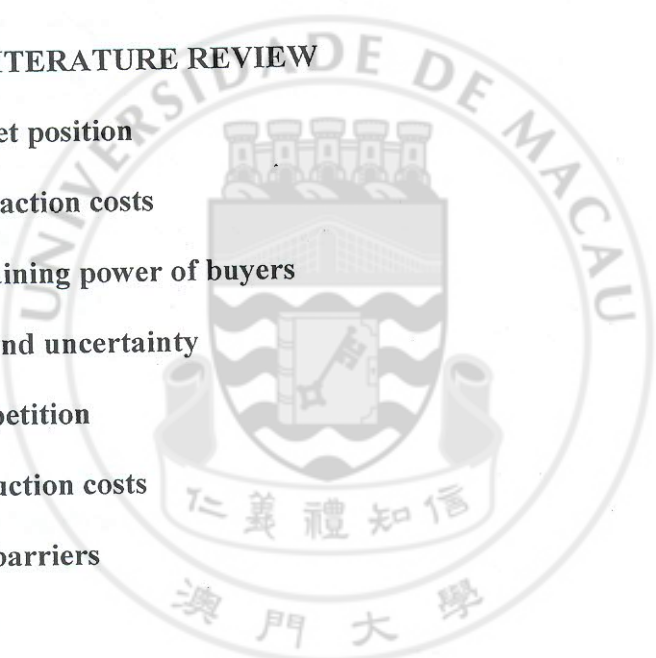 ITERATURE REVIEW
et position
action costs
ining power of buyers
nd uncertainty
petition
uction costs
barriers
UNIVERSIDADE DE MACAU
仁義禮知信
澳門大學